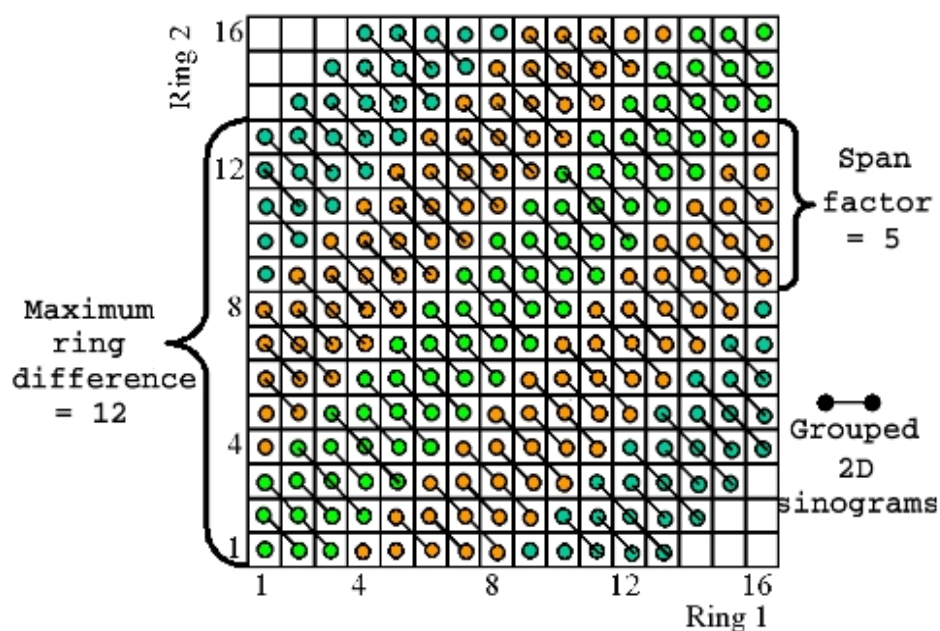 Ring 2
16
12
8
4
1
1 4 8 12 16
Ring 1
Maximum
ring
difference
= 12
Span
factor
= 5
Grouped
2D
sinograms